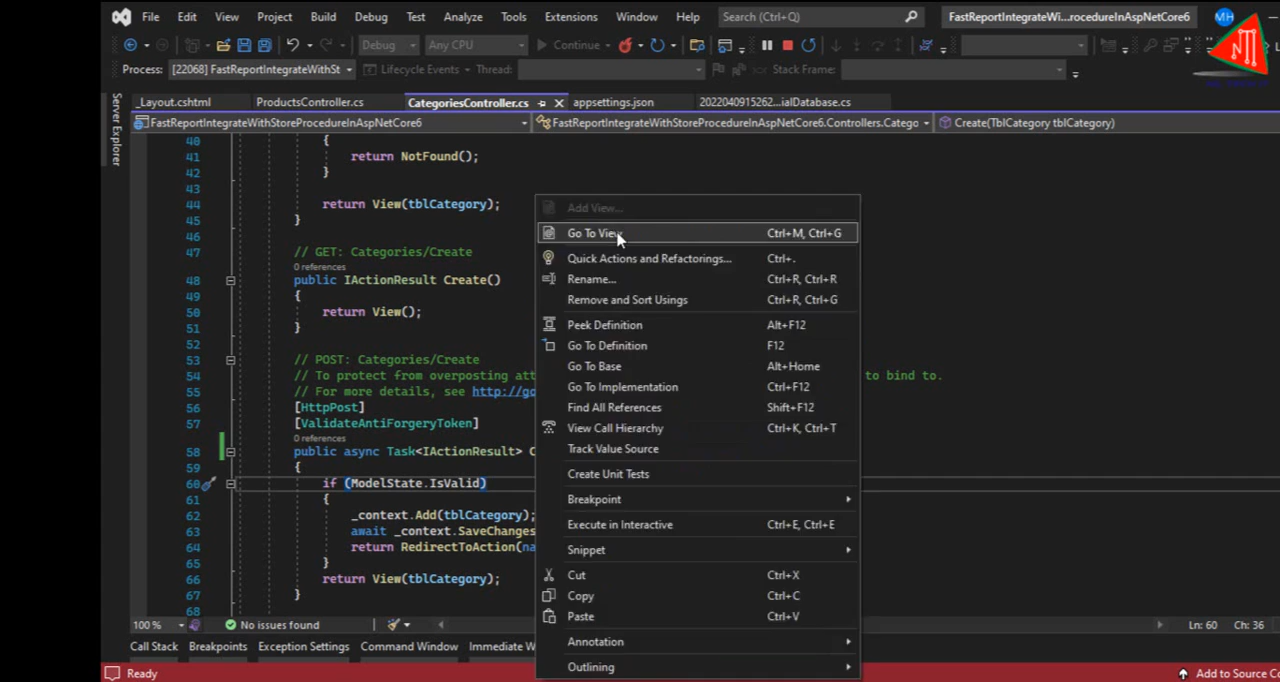 File Edit View Project Build Debug Test Analyze Tools Extensions Window Help Search (Ctrl+Q) FastReportIntegrateWi...rocedureInAspNetCore6 MH
Debug Any CPU Continue
Process: [22068] FastReportIntegrateWithSt Lifecycle Events Thread: Stack Frame:
Server Explorer
_Layout.cshtml ProductsController.cs CategoriesController.cs appsettings.json 2022040915262...ialDatabase.cs
FastReportIntegrateWithStoreProcedureInAspNetCore6 FastReportIntegrateWithStoreProcedureInAspNetCore6.Controllers.Catego Create(TblCategory tblCategory)
40 {
41 return NotFound();
42 }
43
44 return View(tblCategory);
45 }
46
47 // GET: Categories/Create
0 references
48 public IActionResult Create()
49 {
50 return View();
51 }
52
53 // POST: Categories/Create
54 // To protect from overposting att to bind to.
55 // For more details, see http://go
56 [HttpPost]
57 [ValidateAntiForgeryToken]
0 references
58 public async Task<IActionResult> C
59 {
60 if (ModelState.IsValid)
61 {
62 _context.Add(tblCategory);
63 await _context.SaveChanges
64 return RedirectToAction(na
65 }
66 return View(tblCategory);
67 }
68
Add View...
Go To View Ctrl+M, Ctrl+G
Quick Actions and Refactorings... Ctrl+.
Rename... Ctrl+R, Ctrl+R
Remove and Sort Usings Ctrl+R, Ctrl+G
Peek Definition Alt+F12
Go To Definition F12
Go To Base Alt+Home
Go To Implementation Ctrl+F12
Find All References Shift+F12
View Call Hierarchy Ctrl+K, Ctrl+T
Track Value Source
Create Unit Tests
Breakpoint
Execute in Interactive Ctrl+E, Ctrl+E
Snippet
Cut Ctrl+X
Copy Ctrl+C
Paste Ctrl+V
Annotation
Outlining
100 % No issues found Ln: 60 Ch: 36
Call Stack Breakpoints Exception Settings Command Window Immediate W
Ready Add to Source Co